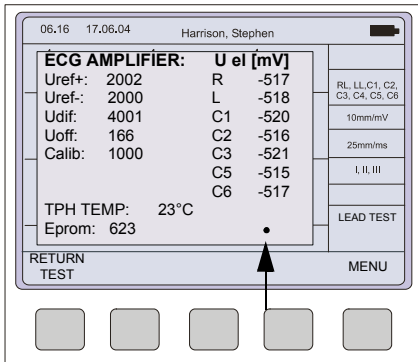 06.16 17.06.04 Harrison, Stephen
ECG AMPLIFIER: U el [mV]
Uref+: 2002 R -517
Uref-: 2000 L -518
Udif: 4001 C1 -520
Uoff: 166 C2 -516
Calib: 1000 C3 -521
C5 -515
C6 -517
TPH TEMP: 23°C
Eprom: 623
RL, LL,C1, C2,
C3, C4, C5, C6
10mm/mV
25mm/ms
I, II, III
LEAD TEST
RETURN
TEST
MENU